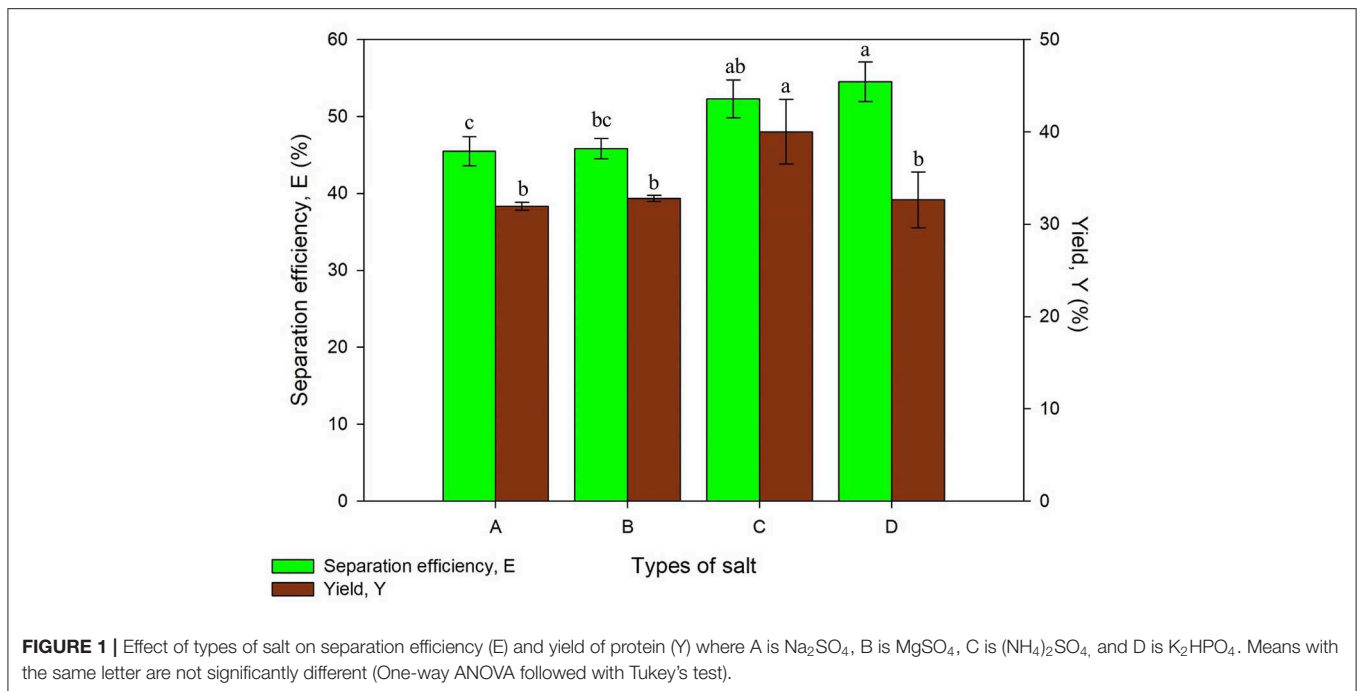 60
50
40
30
20
10
0
Separation efficiency, E (%)
50
40
30
20
10
0
Yield, Y (%)
c
b
bc
b
ab
a
a
b
A
B
C
D
Types of salt
Separation efficiency, E
Yield, Y
FIGURE 1 | Effect of types of salt on separation efficiency (E) and yield of protein (Y) where A is Na₂SO₄, B is MgSO₄, C is (NH₄)₂SO₄, and D is K₂HPO₄. Means with
the same letter are not significantly different (One-way ANOVA followed with Tukey's test).